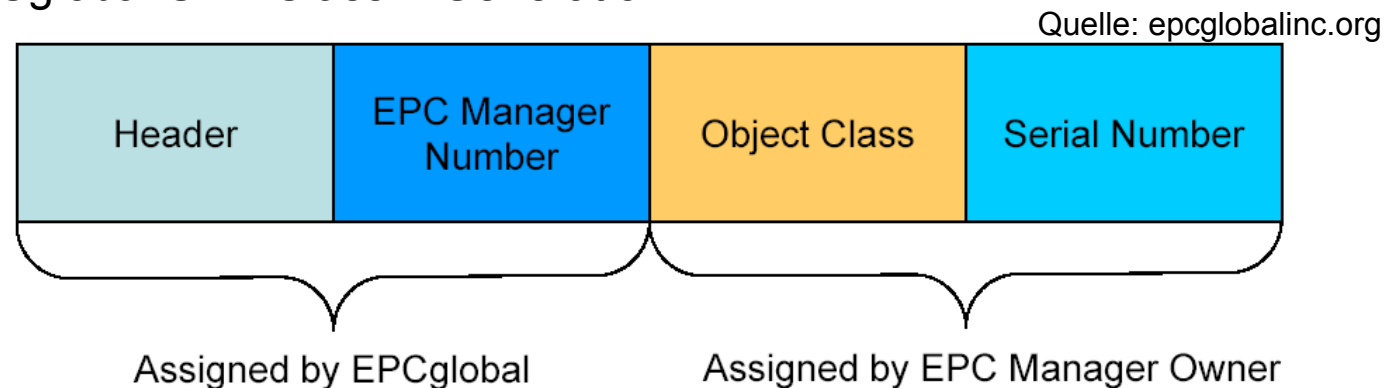 Quelle: epcglobalinc.org
Header
EPC Manager
Number
Object Class
Serial Number
Assigned by EPCglobal
Assigned by EPC Manager Owner